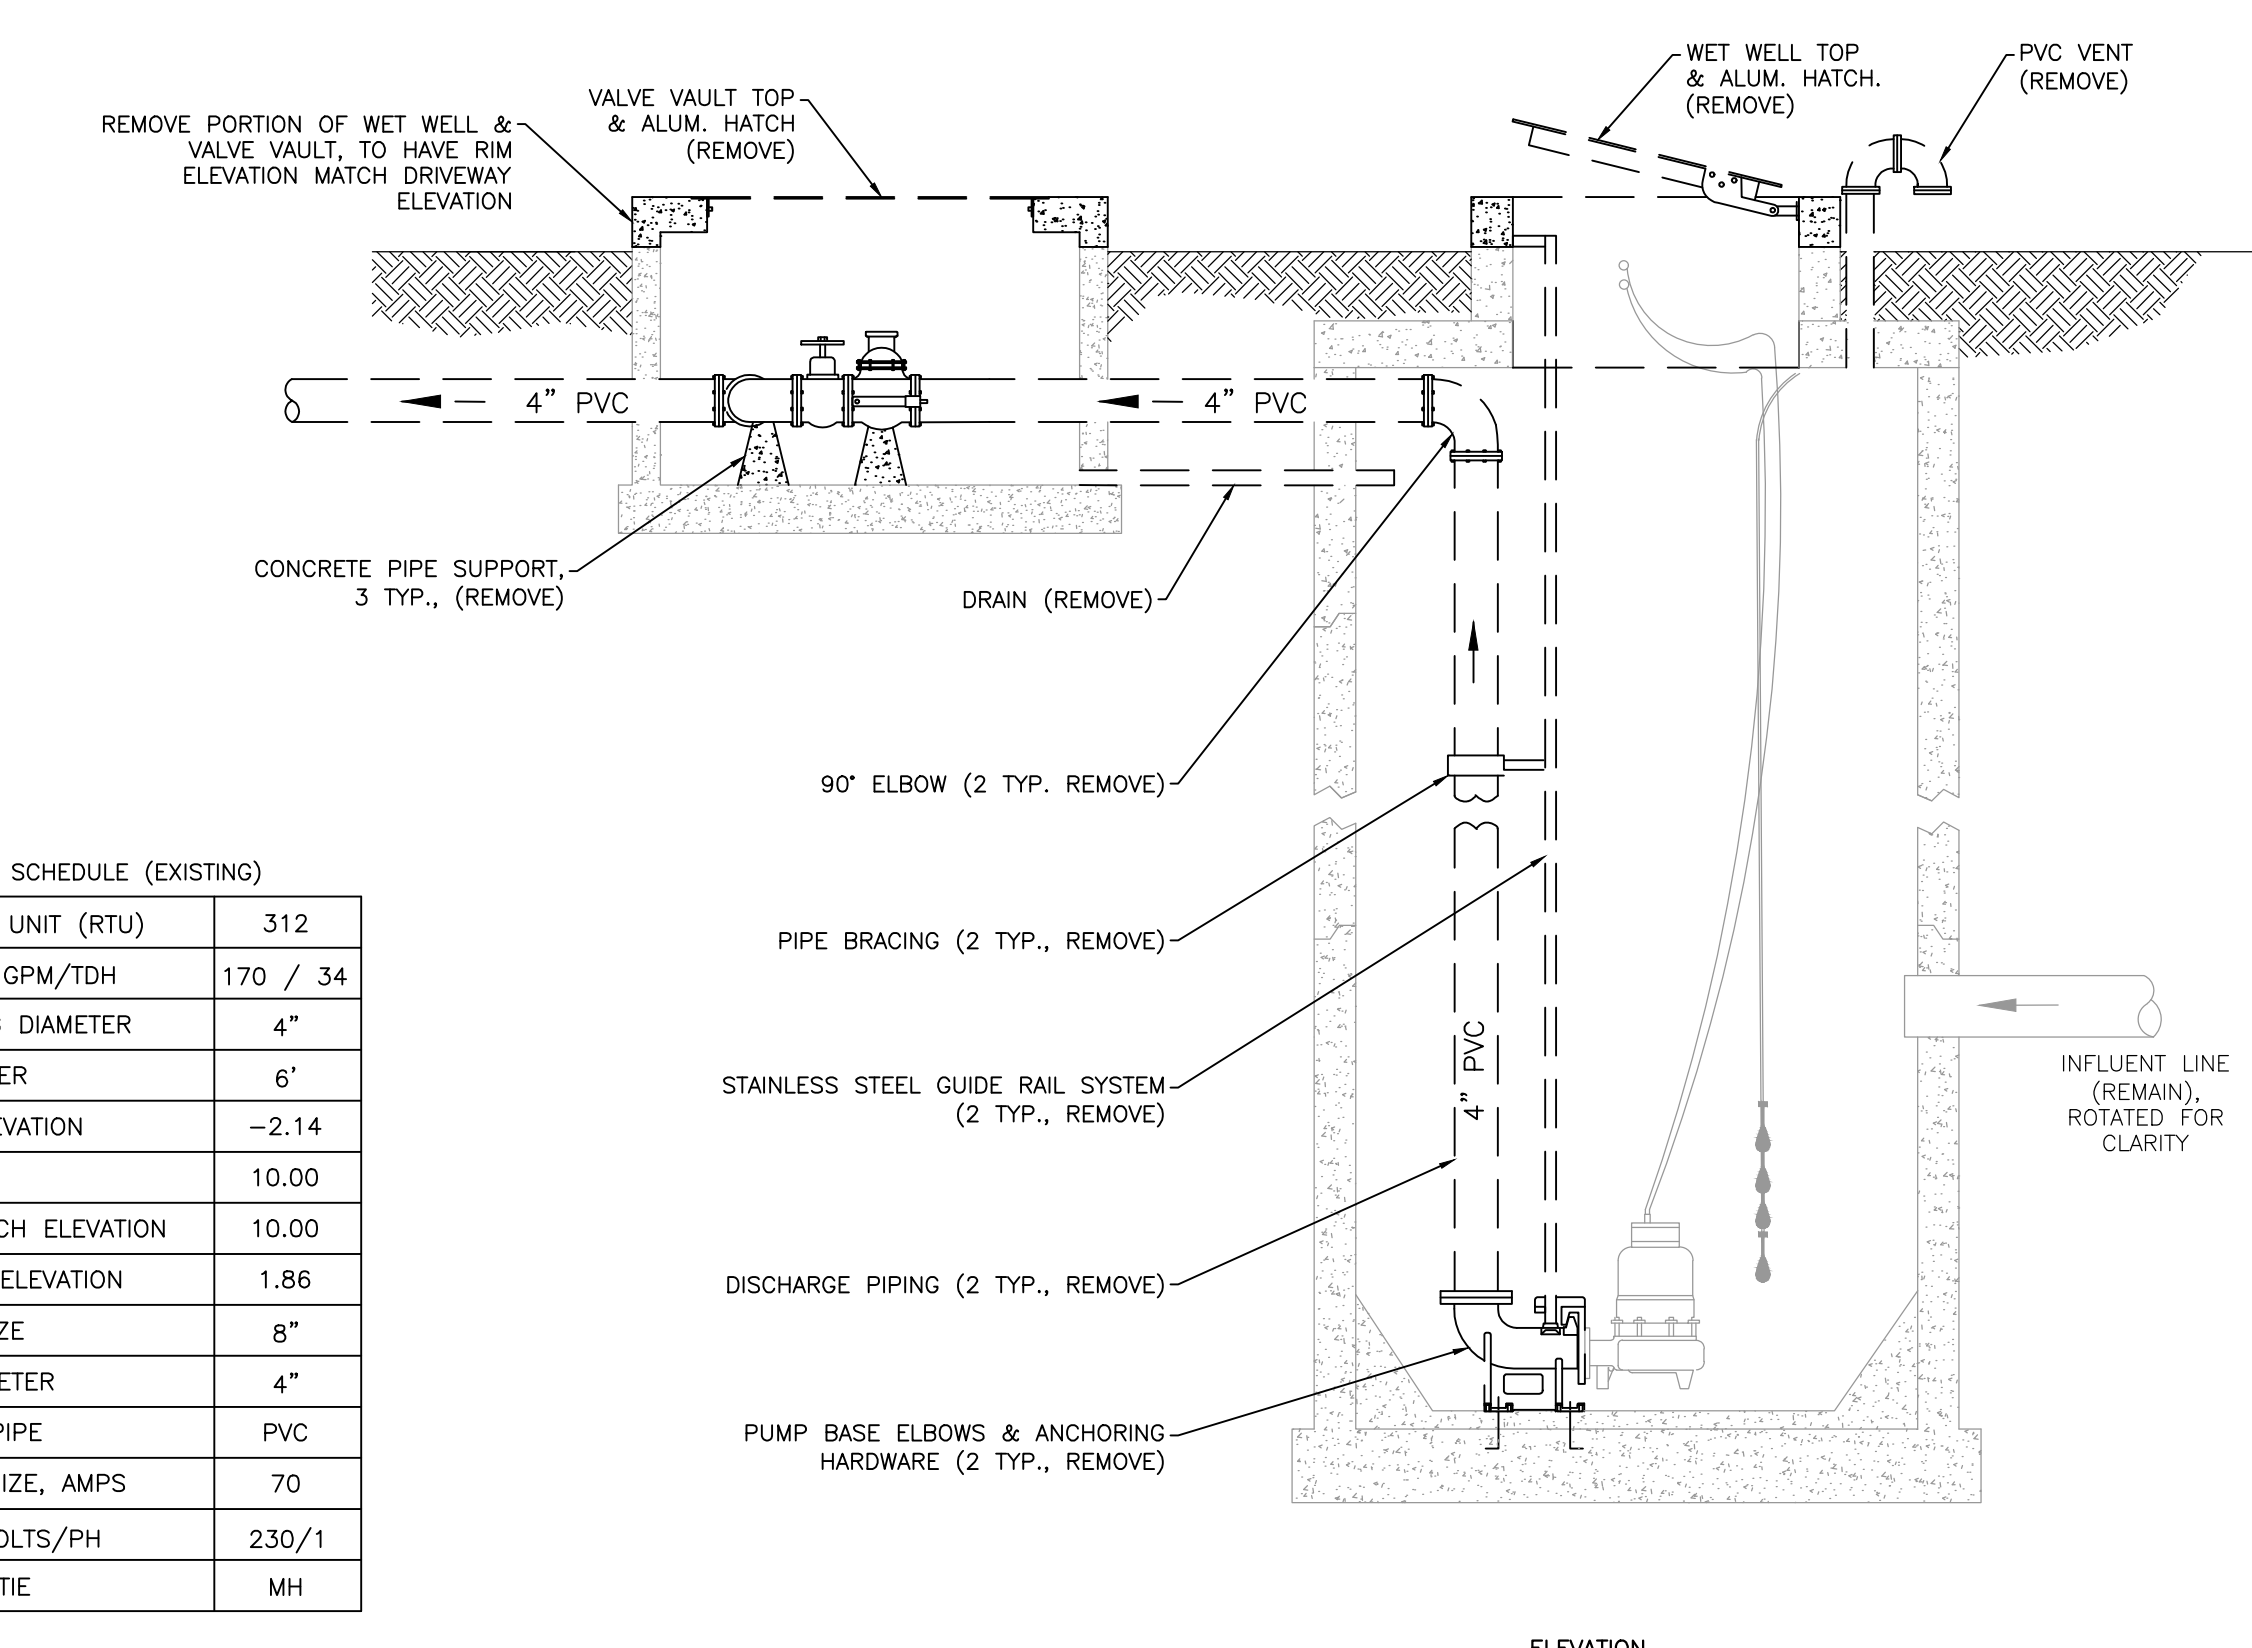 REMOVE PORTION OF WET WELL &
VALVE VAULT, TO HAVE RIM
ELEVATION MATCH DRIVEWAY
ELEVATION
VALVE VAULT TOP
& ALUM. HATCH
(REMOVE)
WET WELL TOP
& ALUM. HATCH.
(REMOVE)
PVC VENT
(REMOVE)
4" PVC
4" PVC
CONCRETE PIPE SUPPORT,
3 TYP., (REMOVE)
DRAIN (REMOVE)
90° ELBOW (2 TYP. REMOVE)
PIPE BRACING (2 TYP., REMOVE)
STAINLESS STEEL GUIDE RAIL SYSTEM
(2 TYP., REMOVE)
4" PVC
DISCHARGE PIPING (2 TYP., REMOVE)
PUMP BASE ELBOWS & ANCHORING
HARDWARE (2 TYP., REMOVE)
INFLUENT LINE
(REMAIN),
ROTATED FOR
CLARITY
SCHEDULE (EXISTING)
UNIT (RTU) 312
GPM/TDH 170 / 34
DIAMETER 4"
ER 6'
EVATION -2.14
10.00
CH ELEVATION 10.00
ELEVATION 1.86
ZE 8"
ETER 4"
PIPE PVC
IZE, AMPS 70
OLTS/PH 230/1
TIE MH
ELEVATION